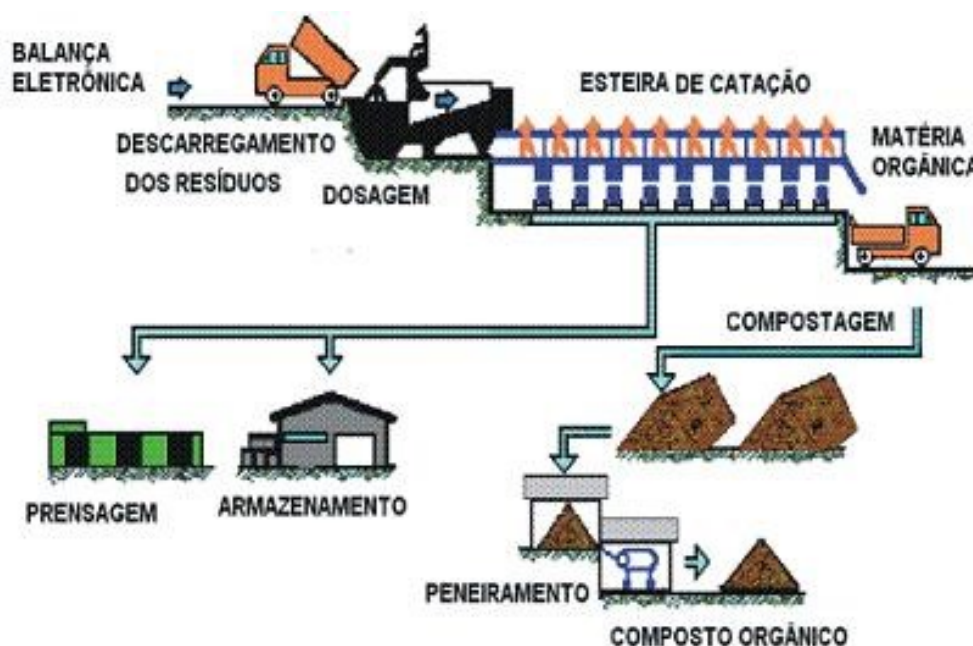 BALANÇA
ELETRÔNICA
DESCARREGAMENTO
DOS RESÍDUOS
DOSAGEM
ESTEIRA DE CATAÇÃO
MATÉRIA
ORGÂNICA
COMPOSTAGEM
PRENSAGEM
ARMAZENAMENTO
PENEIRAMENTO
COMPOSTO ORGÂNICO